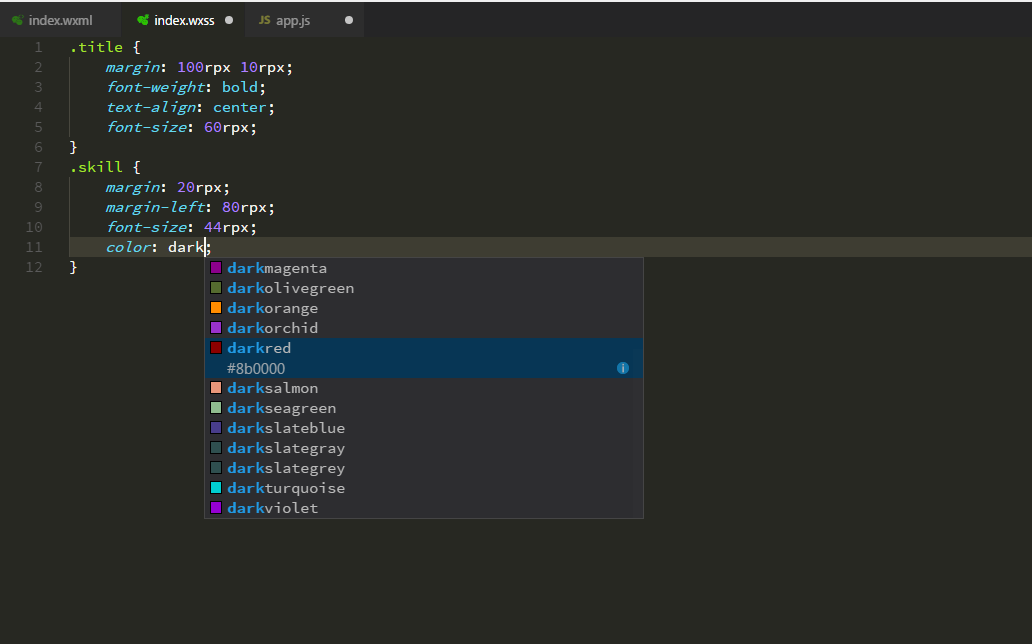 index.wxml index.wxss JS app.js
1 .title {
2 margin: 100rpx 10rpx;
3 font-weight: bold;
4 text-align: center;
5 font-size: 60rpx;
6 }
7 .skill {
8 margin: 20rpx;
9 margin-left: 80rpx;
10 font-size: 44rpx;
11 color: dark;
12 }
darkmagenta
darkolivegreen
darkorange
darkorchid
darkred
#8b0000
darksalmon
darkseagreen
darkslateblue
darkslategray
darkslategrey
darkturquoise
darkviolet